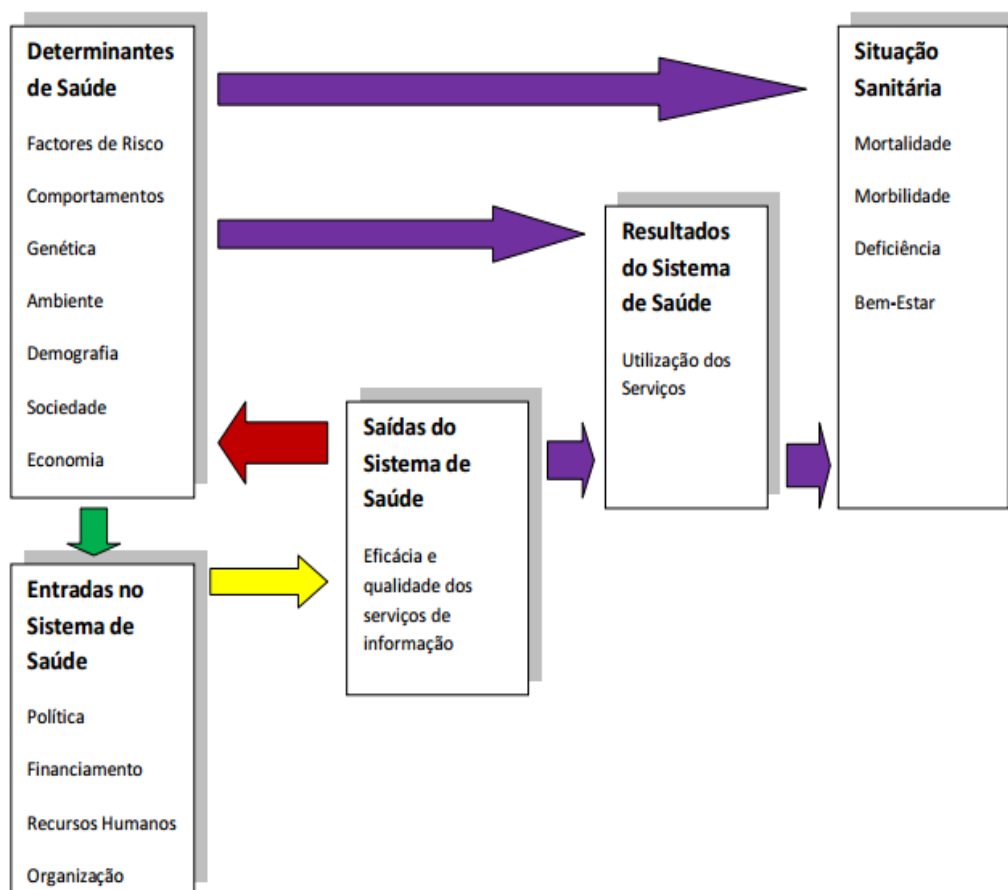 Determinantes
de Saúde
Factores de Risco
Comportamentos
Genética
Ambiente
Demografia
Sociedade
Economia
Situação
Sanitária
Mortalidade
Morbilidade
Deficiência
Bem-Estar
Resultados
do Sistema
de Saúde
Utilização dos
Serviços
Saídas do
Sistema de
Saúde
Eficácia e
qualidade dos
serviços de
informação
Entradas no
Sistema de
Saúde
Política
Financiamento
Recursos Humanos
Organização